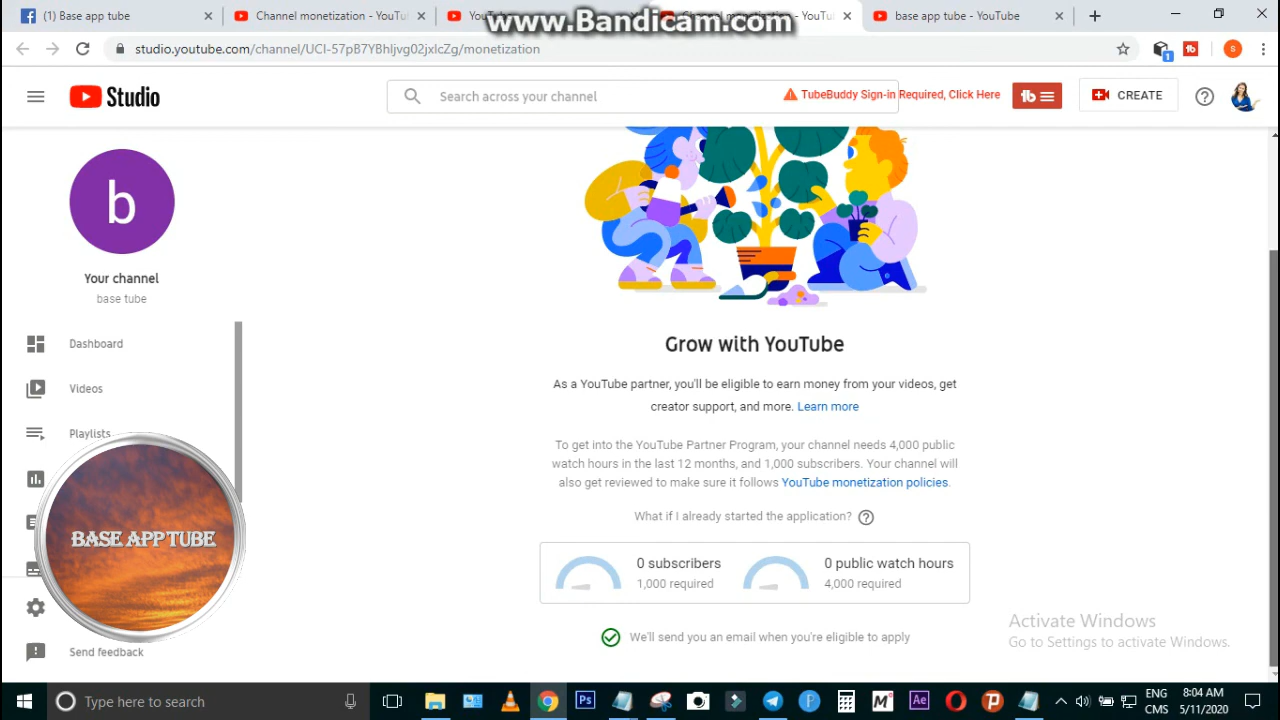 (1) Base App Tube
Channel monetization - YouTu
YouTu
base app tube - YouTube
www.Bandicam.com
studio.youtube.com/channel/UCI-57pB7YBhljvg02jxlcZg/monetization
1
S
Studio
Search across your channel
TubeBuddy Sign-in Required, Click Here
CREATE
b
Your channel
base tube
Dashboard
Videos
Playlists
BASE APP TUBE
Send feedback
Grow with YouTube
As a YouTube partner, you'll be eligible to earn money from your videos, get
creator support, and more. Learn more
To get into the YouTube Partner Program, your channel needs 4,000 public
watch hours in the last 12 months, and 1,000 subscribers. Your channel will
also get reviewed to make sure it follows YouTube monetization policies.
What if I already started the application?
0 subscribers
1,000 required
0 public watch hours
4,000 required
We'll send you an email when you're eligible to apply
Activate Windows
Go to Settings to activate Windows.
Type here to search
Ps
Ae
ENG
CMS
8:04 AM
5/11/2020